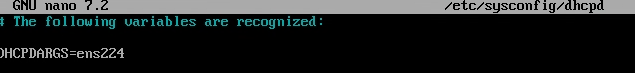 GNU nano 7.2 /etc/sysconfig/dhcpd
# The following variables are recognized:
DHCPDARGS=ens224